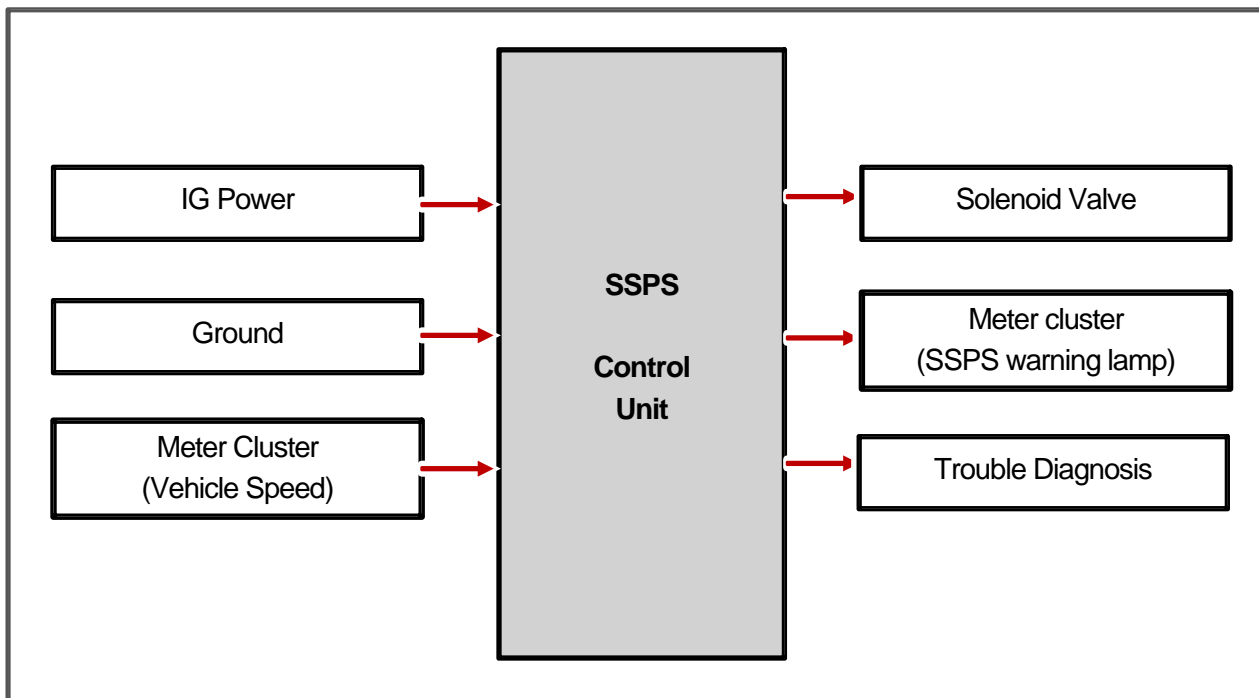 IG Power
Ground
Meter Cluster
(Vehicle Speed)
SSPS
Control
Unit
Solenoid Valve
Meter cluster
(SSPS warning lamp)
Trouble Diagnosis